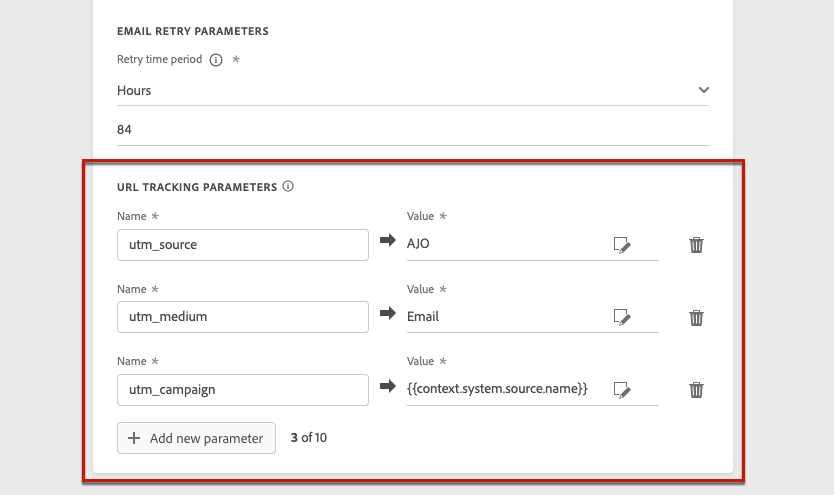 EMAIL RETRY PARAMETERS
Retry time period *
Hours
84
URL TRACKING PARAMETERS
Name * Value *
utm_source AJO
Name * Value *
utm_medium Email
Name * Value *
utm_campaign {{context.system.source.name}}
+ Add new parameter 3 of 10